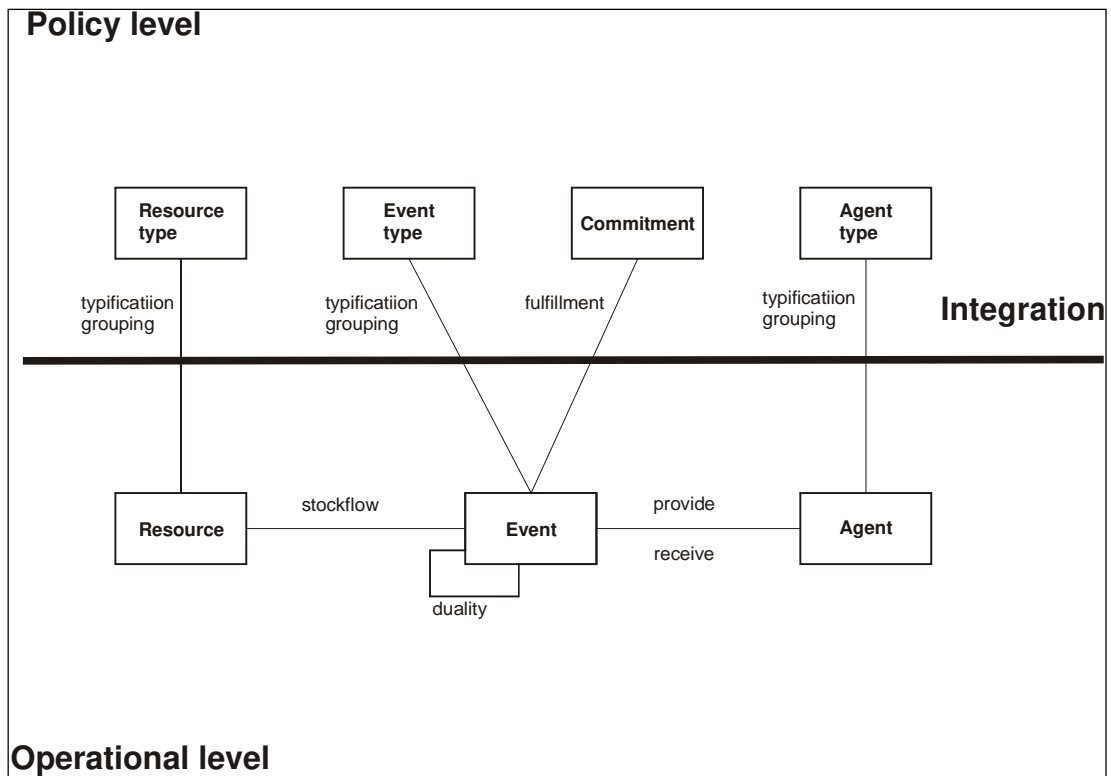 Policy level
Resource
type
Event
type
Commitment
Agent
type
typificatiion
grouping
typificatiion
grouping
fulfillment
typificatiion
grouping
Integration
Resource
stockflow
Event
provide
receive
Agent
duality
Operational level